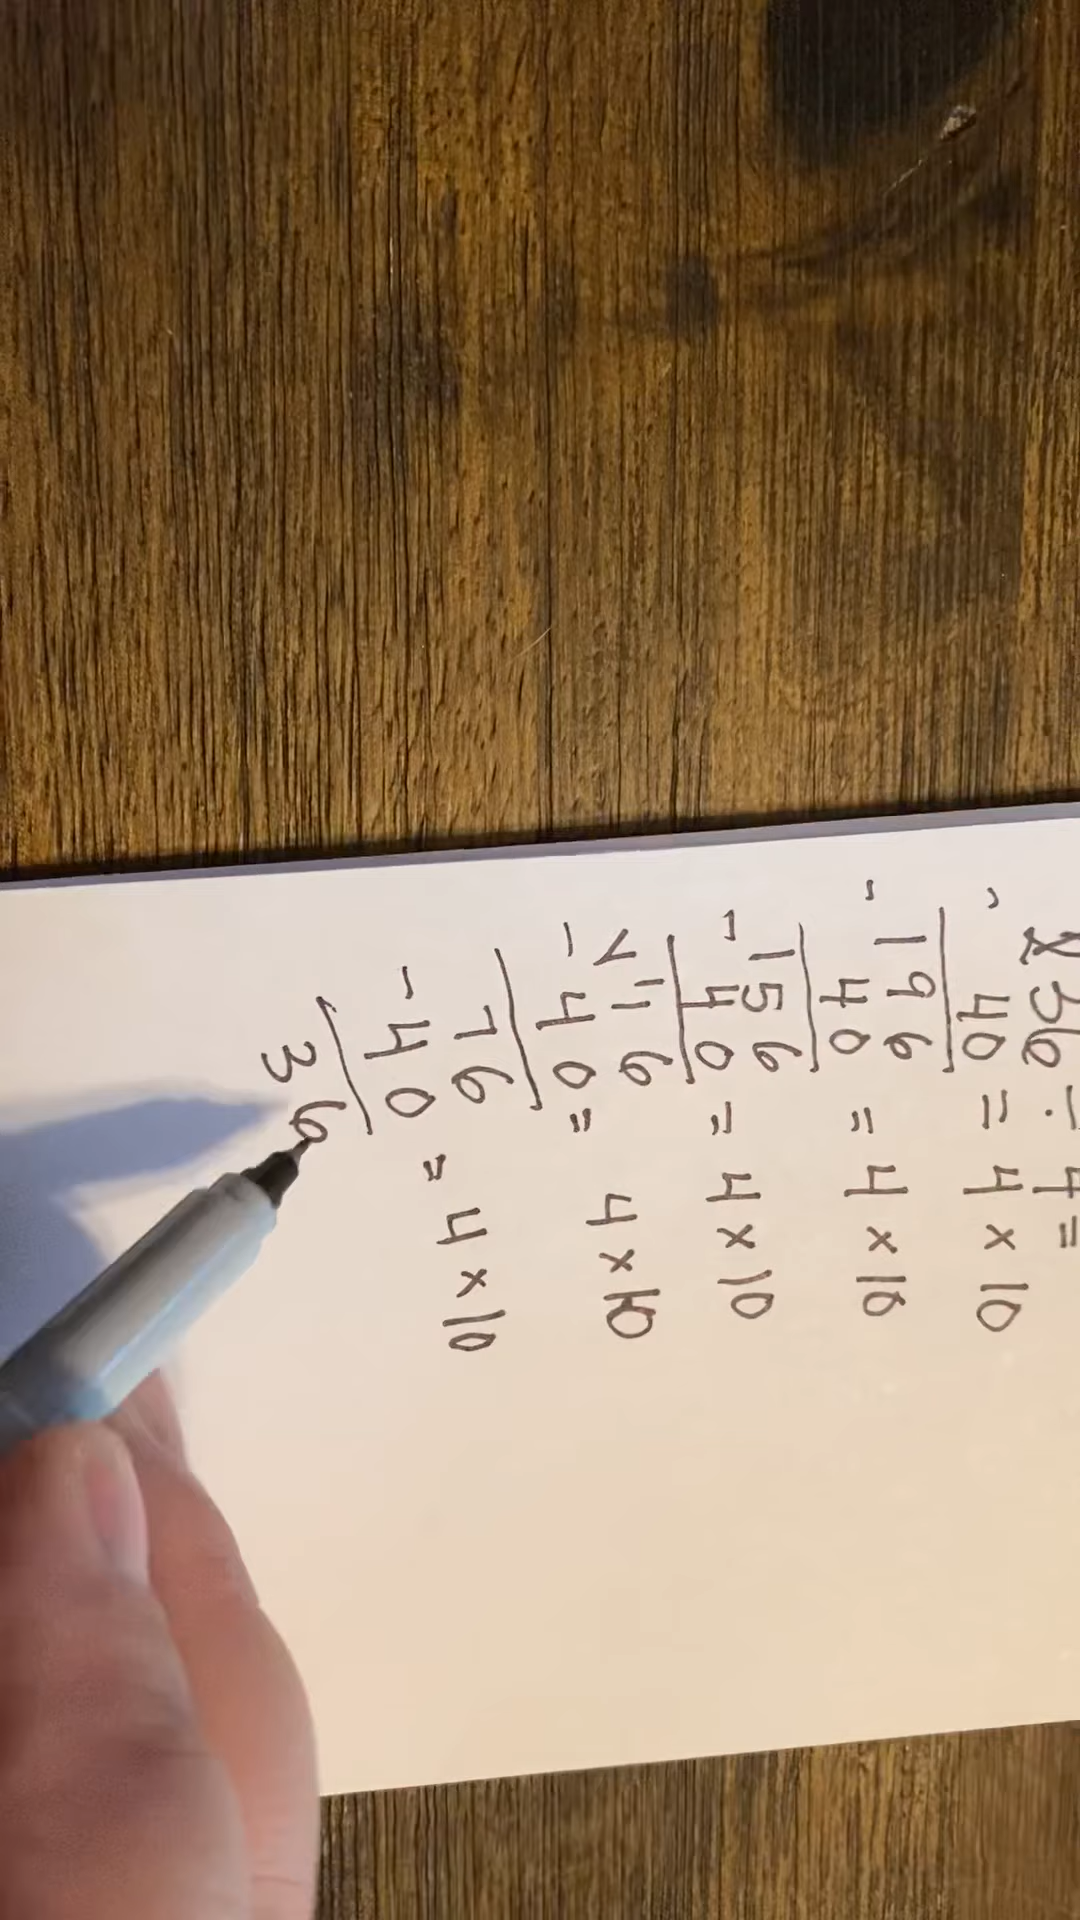 236 ÷ 4 =
- 40 = 4 x 10
196
- 40 = 4 x 10
156
- 40 = 4 x 10
116
- 40 = 4 x 10
76
- 40 = 4 x 10
36